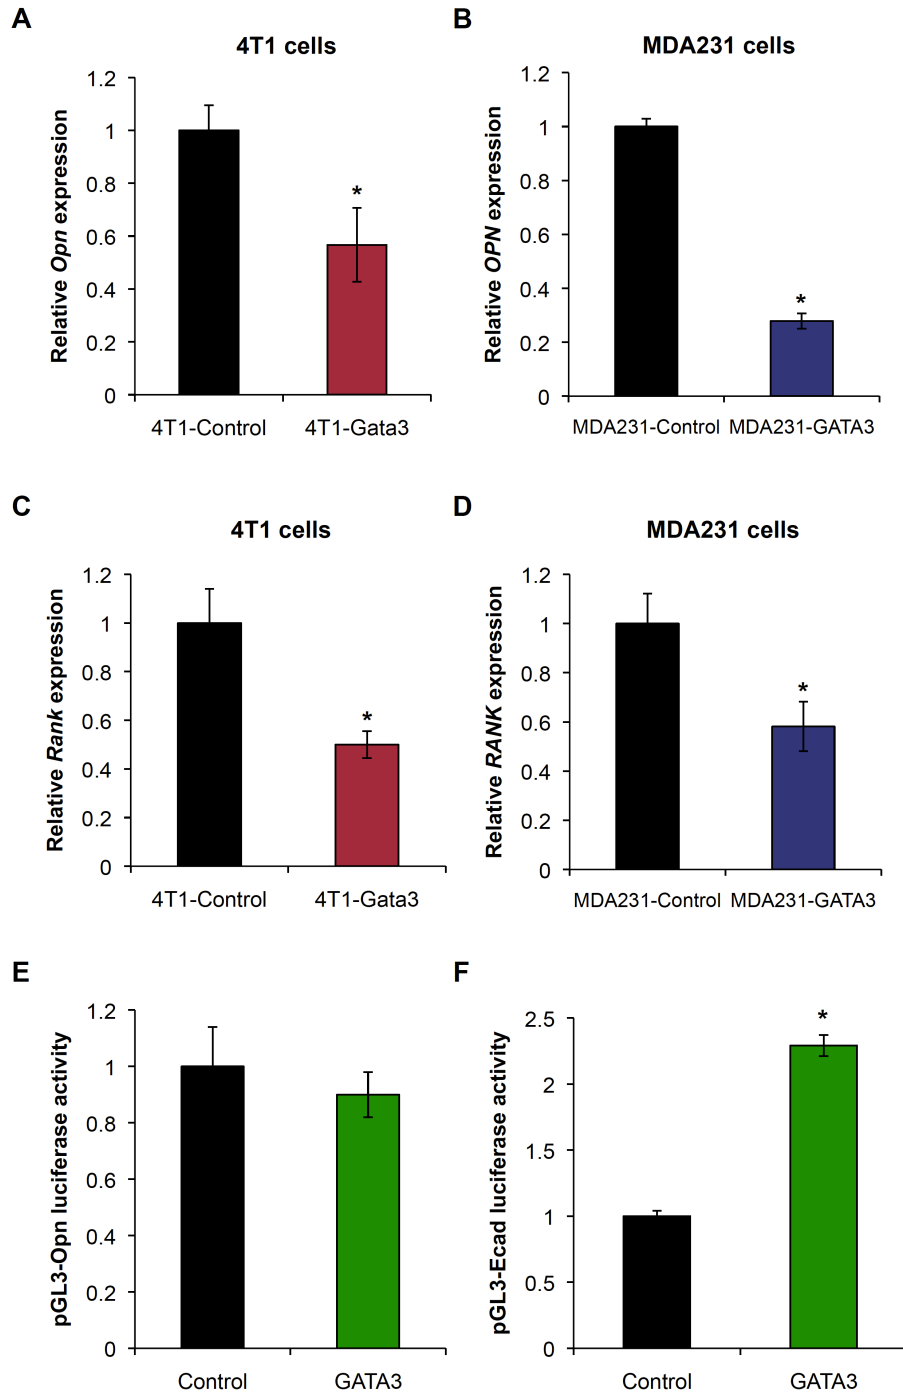 A
4T1 cells
Relative Opn expression
1.2
1
0.8
0.6
0.4
0.2
0
*
4T1-Control
4T1-Gata3
B
MDA231 cells
Relative OPN expression
1.2
1
0.8
0.6
0.4
0.2
0
*
MDA231-Control
MDA231-GATA3
C
4T1 cells
Relative Rank expression
1.2
1
0.8
0.6
0.4
0.2
0
*
4T1-Control
4T1-Gata3
D
MDA231 cells
Relative RANK expression
1.2
1
0.8
0.6
0.4
0.2
0
*
MDA231-Control
MDA231-GATA3
E
pGL3-Opn luciferase activity
1.2
1
0.8
0.6
0.4
0.2
0
Control
GATA3
F
pGL3-Ecad luciferase activity
2.5
2
1.5
1
0.5
0
*
Control
GATA3